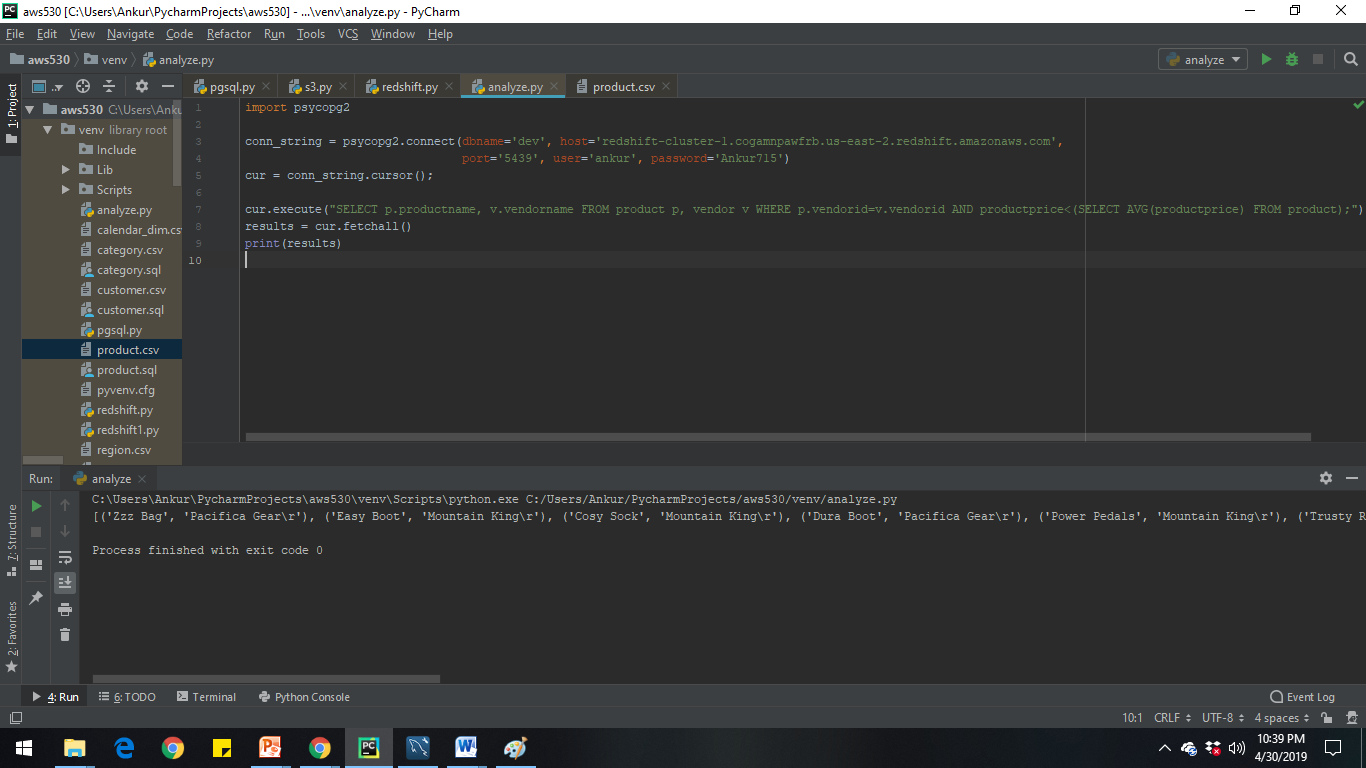 aws530 [C:\Users\Ankur\PycharmProjects\aws530] - ...\venv\analyze.py - PyCharm
File Edit View Navigate Code Refactor Run Tools VCS Window Help
aws530 venv analyze.py
analyze
1: Project
pgsql.py s3.py redshift.py analyze.py product.csv
aws530 C:\Users\Anku
venv library root
Include
Lib
Scripts
analyze.py
calendar_dim.cs
category.csv
category.sql
customer.csv
customer.sql
pgsql.py
product.csv
product.sql
pyvenv.cfg
redshift.py
redshift1.py
region.csv
1 import psycopg2
2
3 conn_string = psycopg2.connect(dbname='dev', host='redshift-cluster-1.cogamnpawfrb.us-east-2.redshift.amazonaws.com',
4 port='5439', user='ankur', password='Ankur715')
5 cur = conn_string.cursor();
6
7 cur.execute("SELECT p.productname, v.vendorname FROM product p, vendor v WHERE p.vendorid=v.vendorid AND productprice<(SELECT AVG(productprice) FROM product);")
8 results = cur.fetchall()
9 print(results)
10
Run: analyze
C:\Users\Ankur\PycharmProjects\aws530\venv\Scripts\python.exe C:/Users/Ankur/PycharmProjects/aws530/venv/analyze.py
[('Zzz Bag', 'Pacifica Gear\r'), ('Easy Boot', 'Mountain King\r'), ('Cosy Sock', 'Mountain King\r'), ('Dura Boot', 'Pacifica Gear\r'), ('Power Pedals', 'Mountain King\r'), ('Trusty R
Process finished with exit code 0
7: Structure
2: Favorites
4: Run 6: TODO Terminal Python Console Event Log
10:1 CRLF UTF-8 4 spaces
10:39 PM
4/30/2019